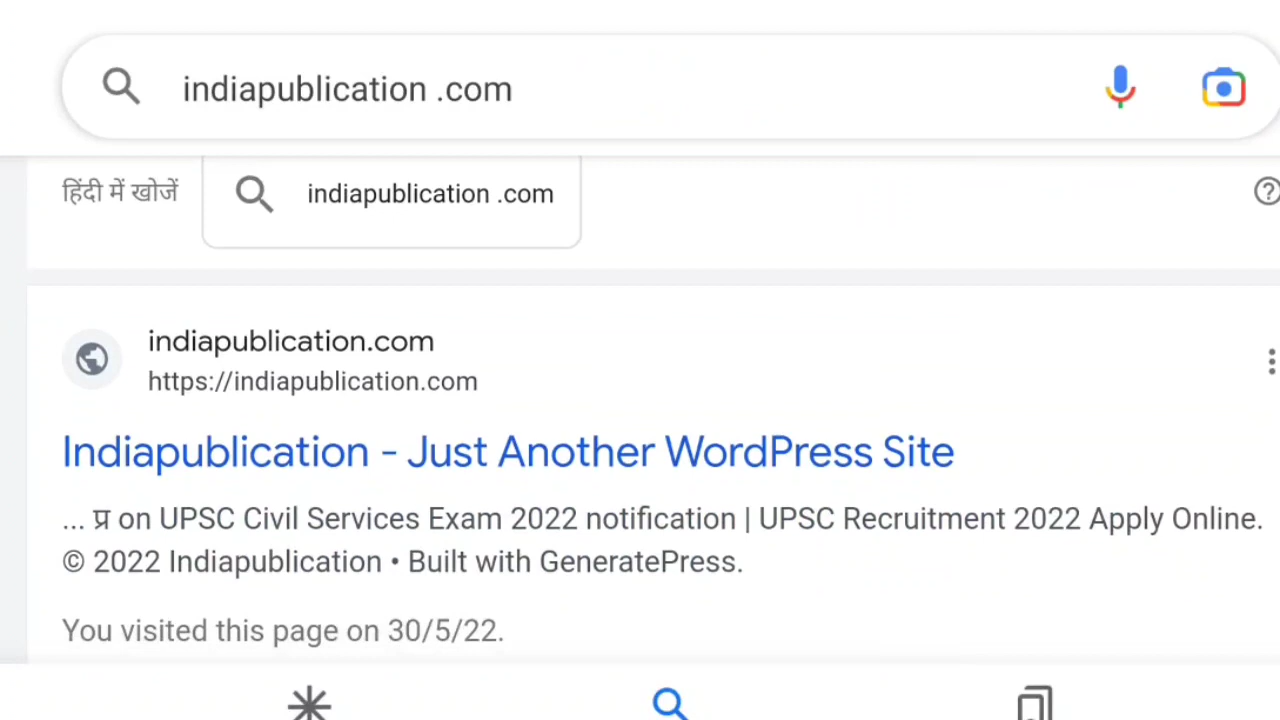 indiapublication .com
हिंदी में खोजें
indiapublication .com
indiapublication.com
https://indiapublication.com
Indiapublication - Just Another WordPress Site
... प्र on UPSC Civil Services Exam 2022 notification | UPSC Recruitment 2022 Apply Online.
© 2022 Indiapublication • Built with GeneratePress.
You visited this page on 30/5/22.